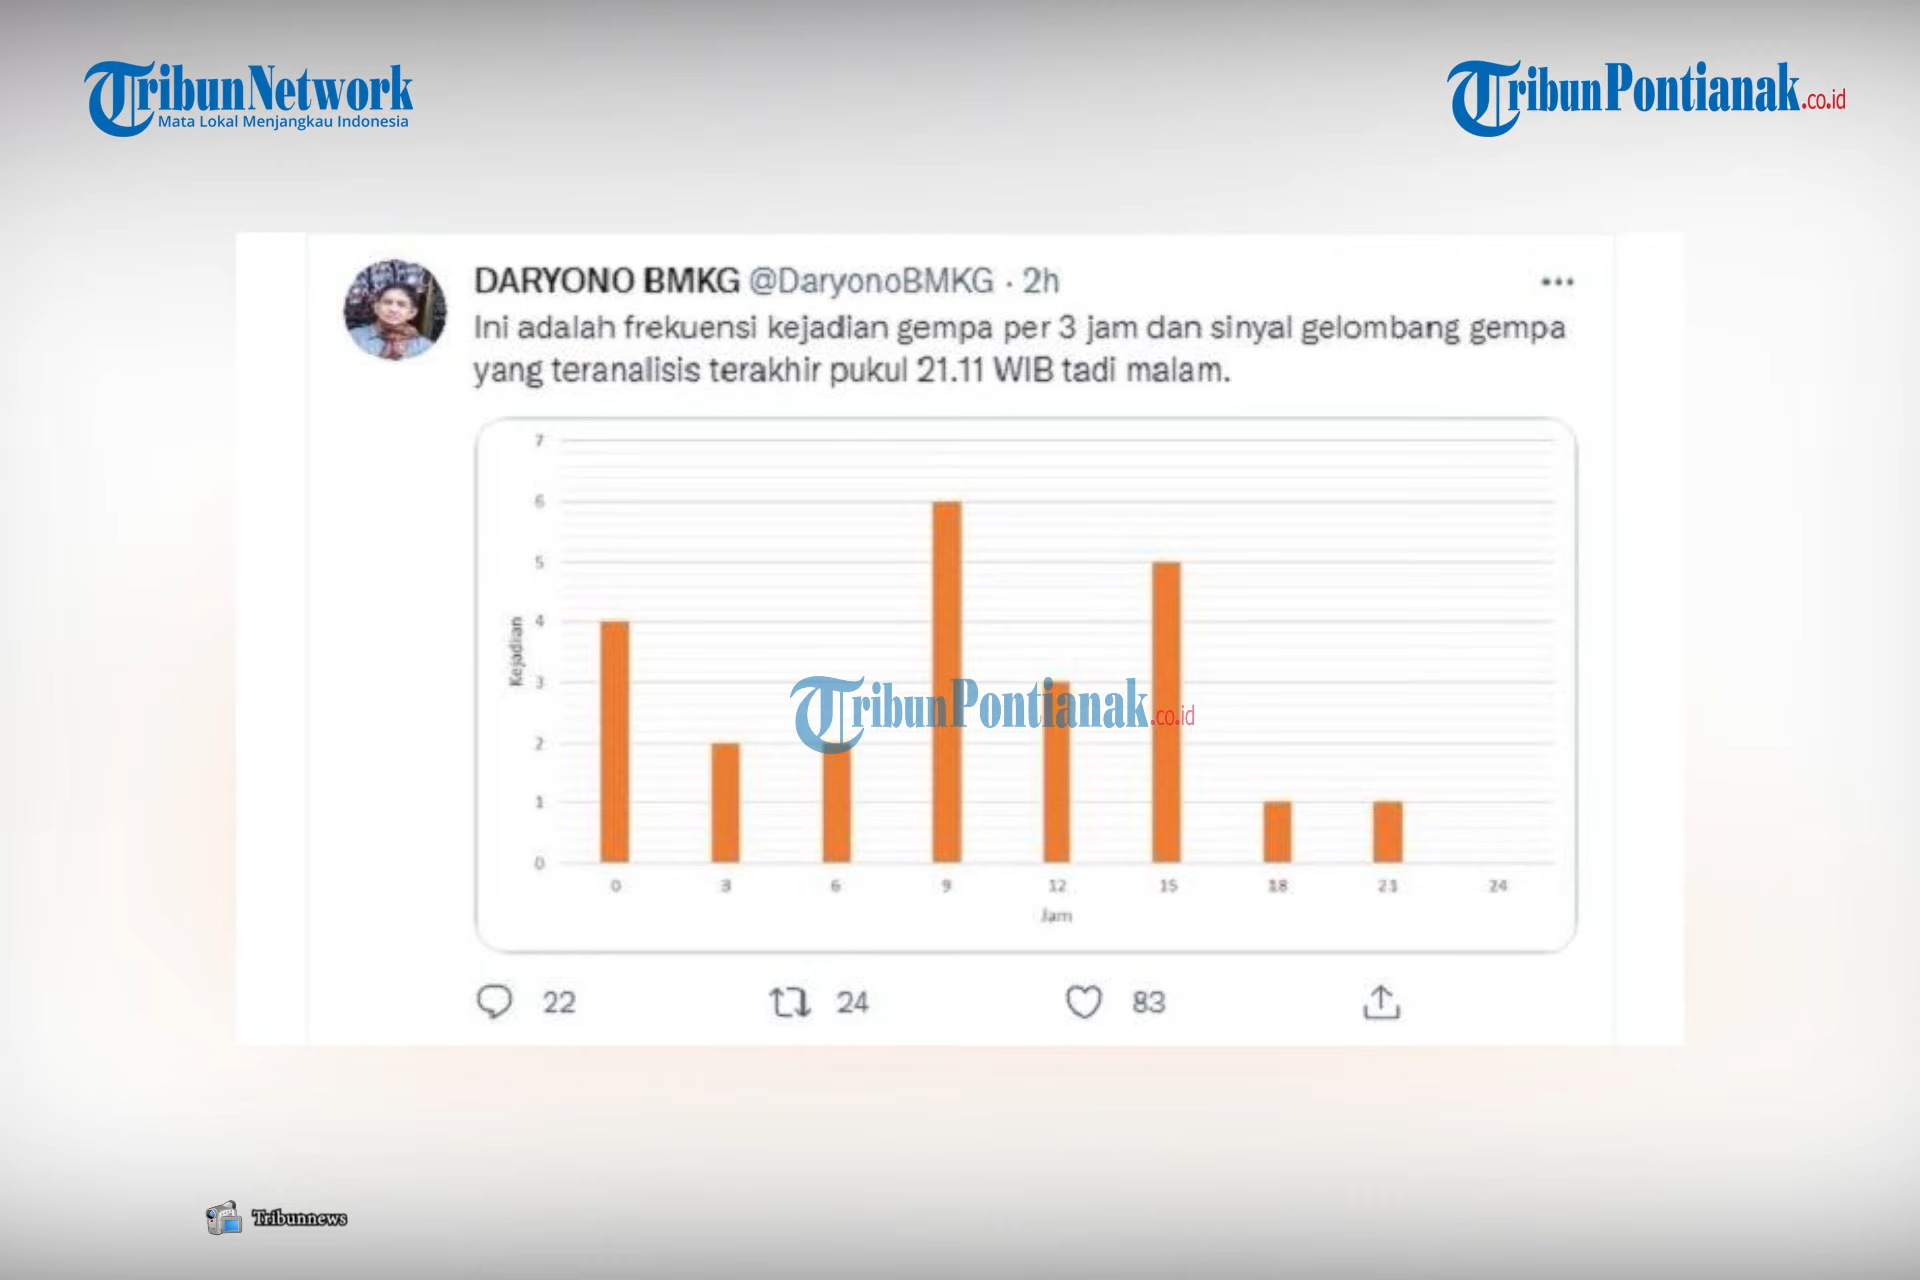 TribunNetwork
Mata Lokal Menjangkau Indonesia
TribunPontianak.co.id
DARYONO BMKG @DaryonoBMKG · 2h
Ini adalah frekuensi kejadian gempa per 3 jam dan sinyal gelombang gempa
yang teranalisis terakhir pukul 21.11 WIB tadi malam.
7
6
5
4
3
2
1
0
Kejadian
TribunPontianak.co.id
0 3 6 9 12 15 18 21 24
Jam
22 24 83
Tribunnews